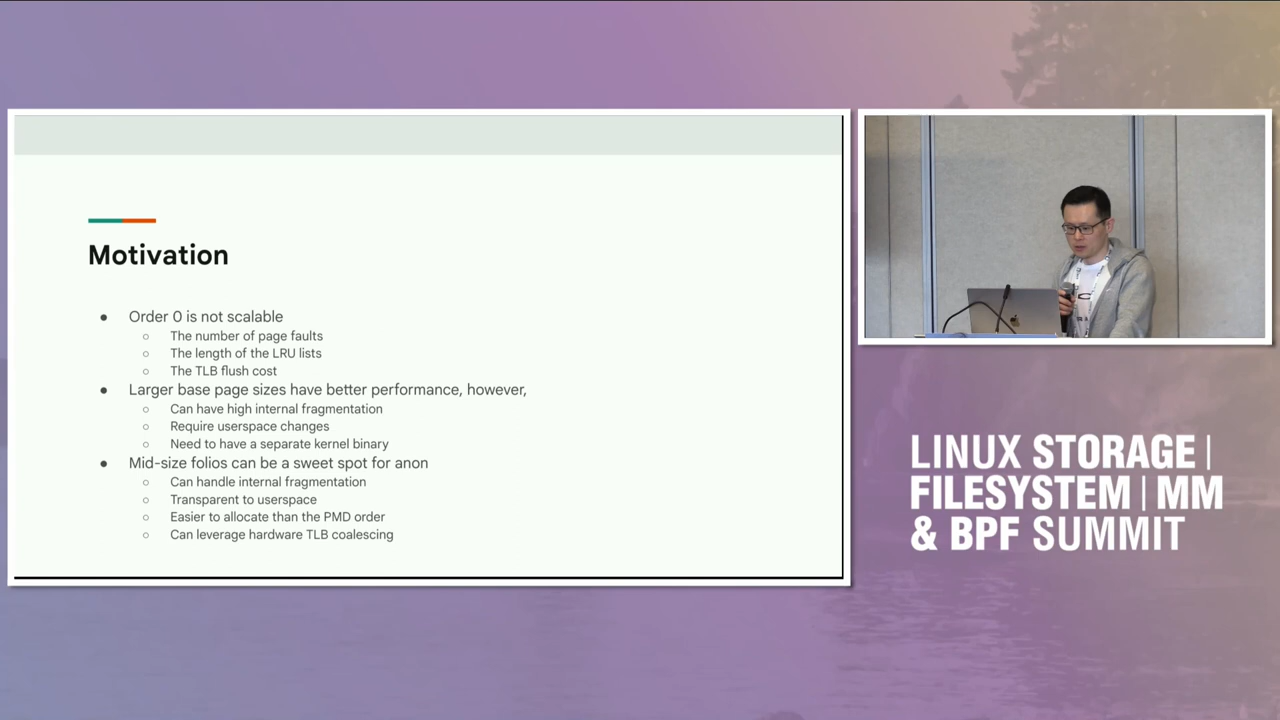 Motivation
● Order 0 is not scalable
○ The number of page faults
○ The length of the LRU lists
○ The TLB flush cost
● Larger base page sizes have better performance, however,
○ Can have high internal fragmentation
○ Require userspace changes
○ Need to have a separate kernel binary
● Mid-size folios can be a sweet spot for anon
○ Can handle internal fragmentation
○ Transparent to userspace
○ Easier to allocate than the PMD order
○ Can leverage hardware TLB coalescing
LINUX STORAGE |
FILESYSTEM | MM
& BPF SUMMIT